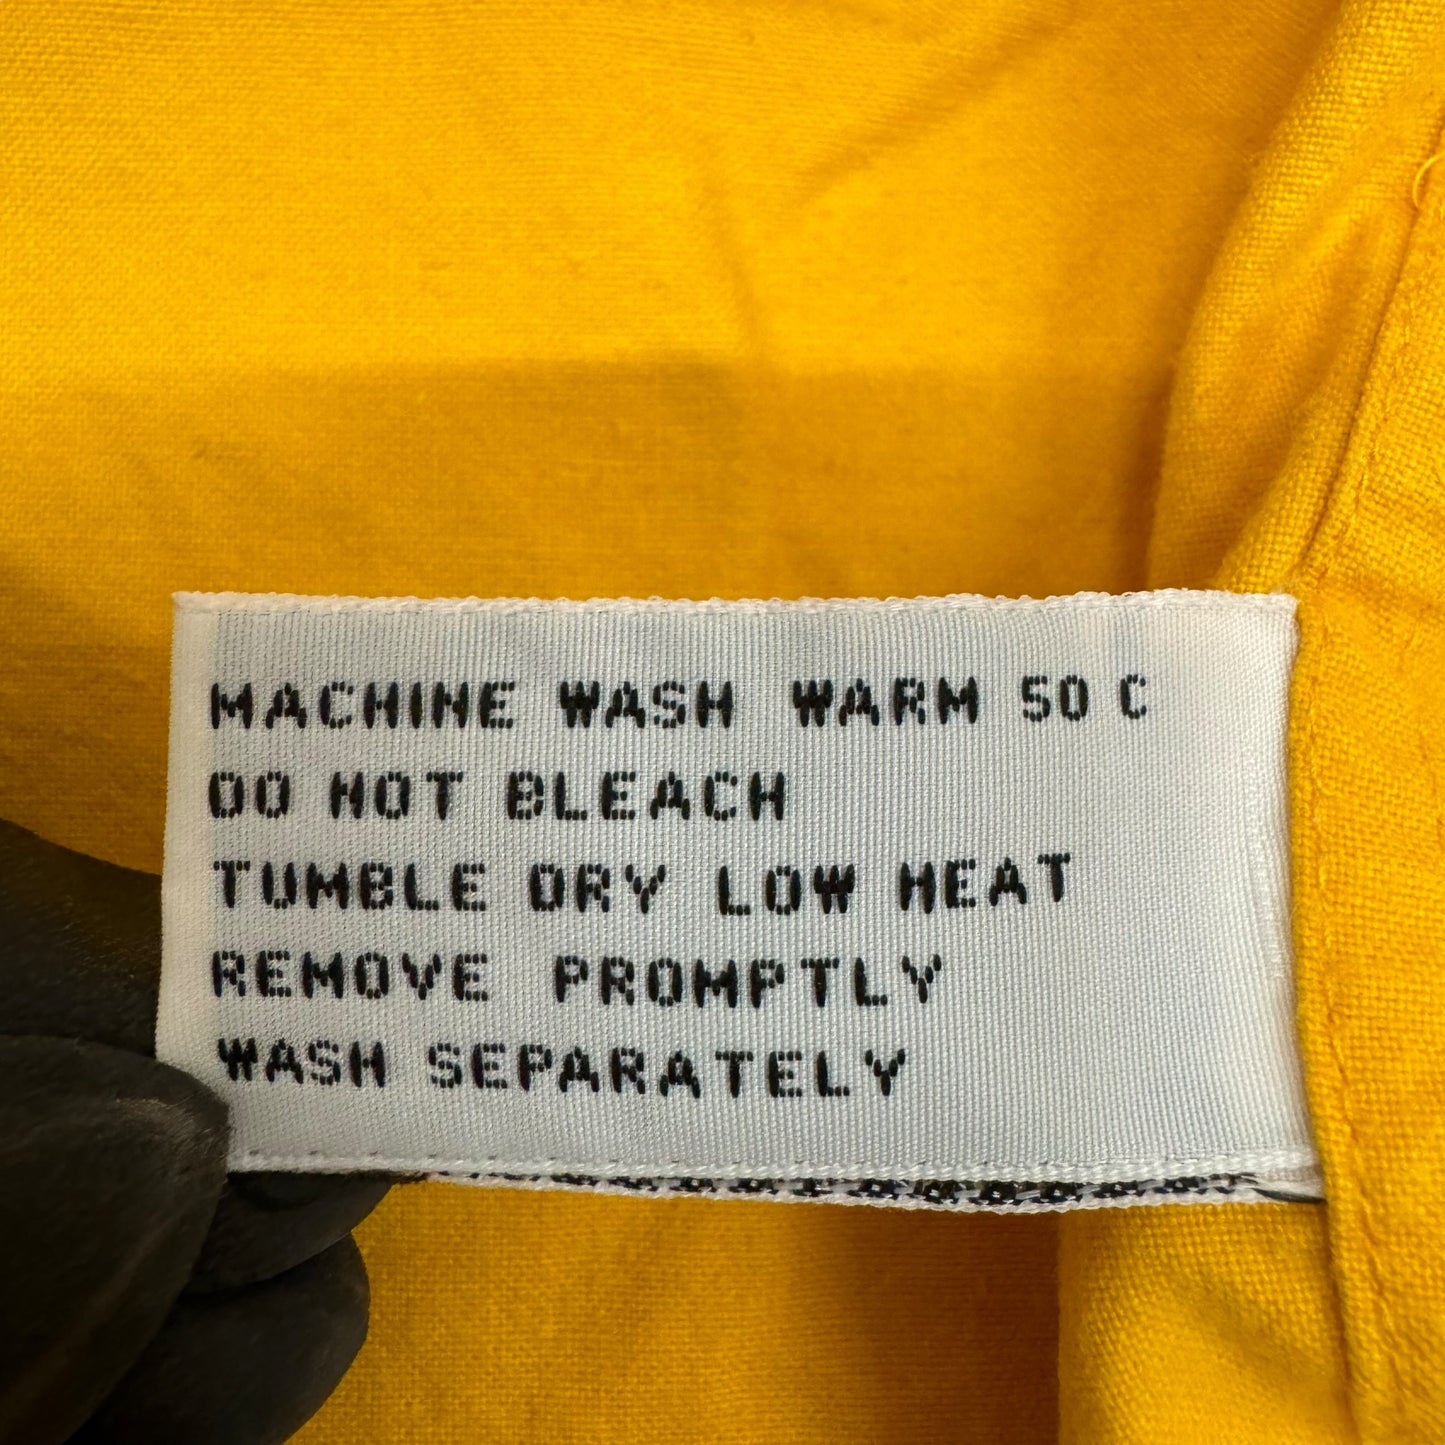 MACHINE WASH WARM 50 C
DO NOT BLEACH
TUMBLE DRY LOW HEAT
REMOVE PROMPTLY
WASH SEPARATELY